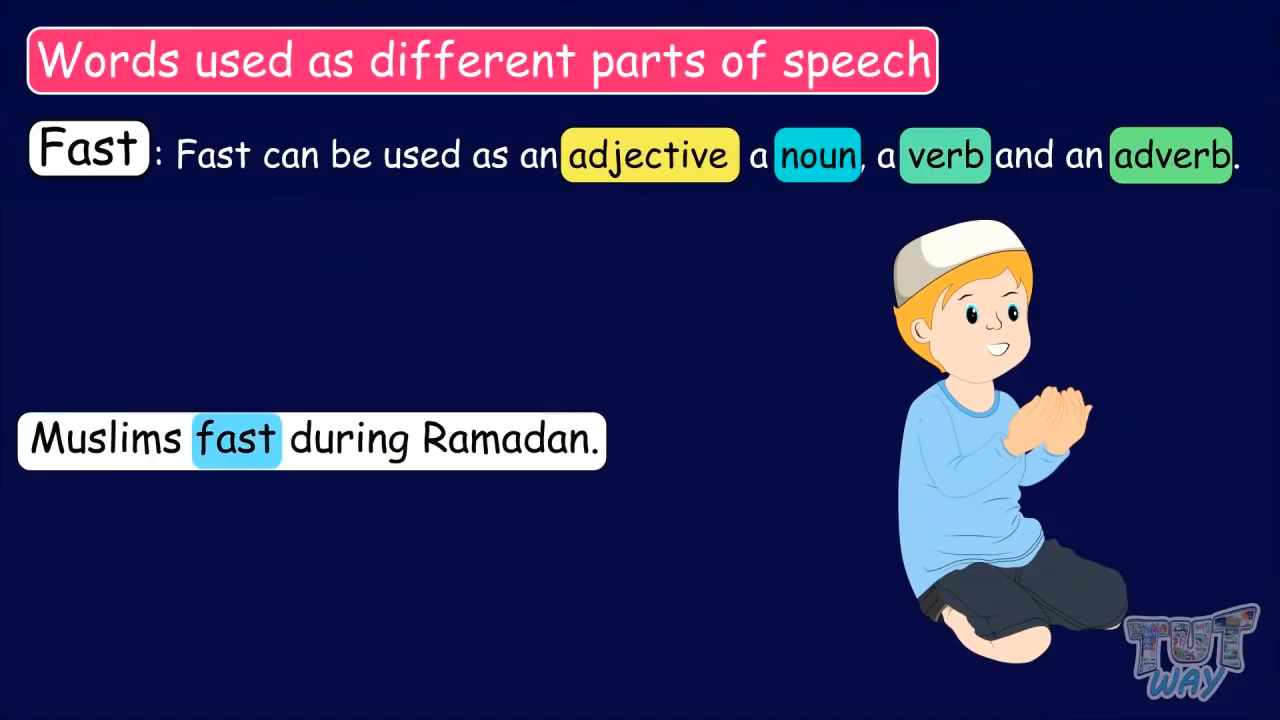 Words used as different parts of speech
Fast : Fast can be used as an adjective a noun, a verb and an adverb.
Muslims fast during Ramadan.
TUT
WAY